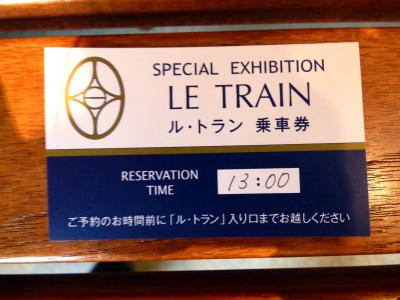 SPECIAL EXHIBITION
LE TRAIN
ル・トラン 乗車券
RESERVATION
TIME
13:00
ご予約のお時間前に「ル・トラン」入り口までお越しください